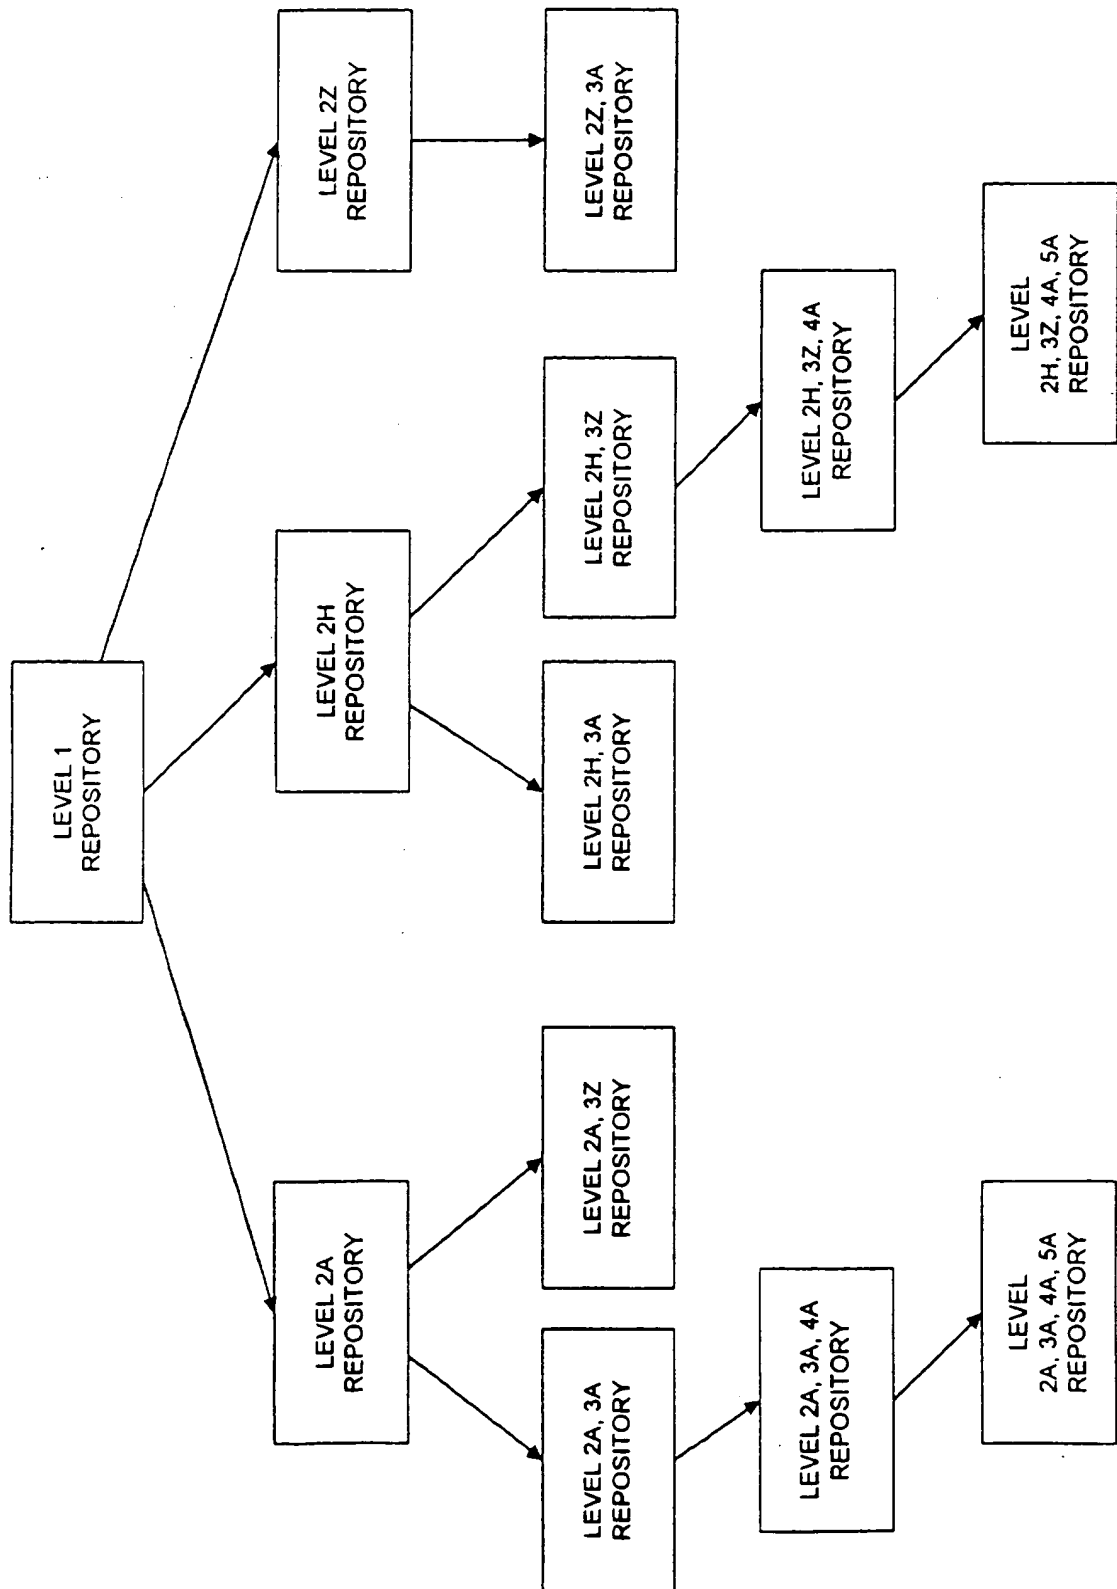 LEVEL 1
REPOSITORY
LEVEL 2A
REPOSITORY
LEVEL 2H
REPOSITORY
LEVEL 2Z
REPOSITORY
LEVEL 2A, 3A
REPOSITORY
LEVEL 2A, 3Z
REPOSITORY
LEVEL 2H, 3A
REPOSITORY
LEVEL 2H, 3Z
REPOSITORY
LEVEL 2Z, 3A
REPOSITORY
LEVEL 2A, 3A, 4A
REPOSITORY
LEVEL 2H, 3Z, 4A
REPOSITORY
LEVEL
2A, 3A, 4A, 5A
REPOSITORY
LEVEL
2H, 3Z, 4A, 5A
REPOSITORY